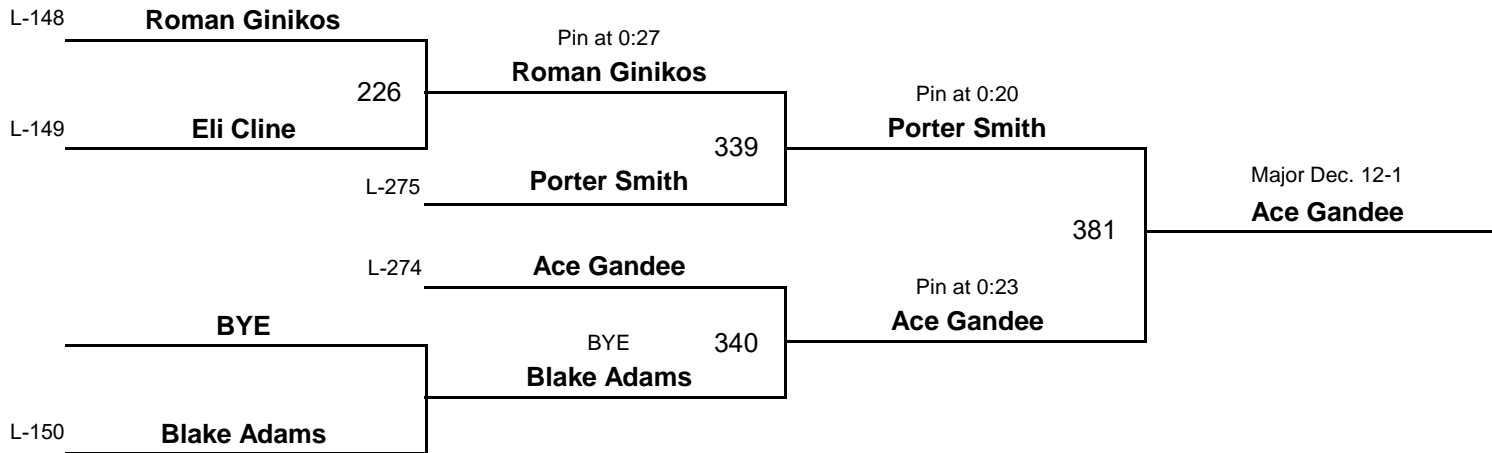 L-148
Roman Ginikos
226
L-149
Eli Cline
Pin at 0:27
Roman Ginikos
339
L-275
Porter Smith
Pin at 0:20
Porter Smith
381
Major Dec. 12-1
Ace Gandee
L-274
Ace Gandee
Pin at 0:23
Ace Gandee
BYE
BYE
340
Blake Adams
L-150
Blake Adams